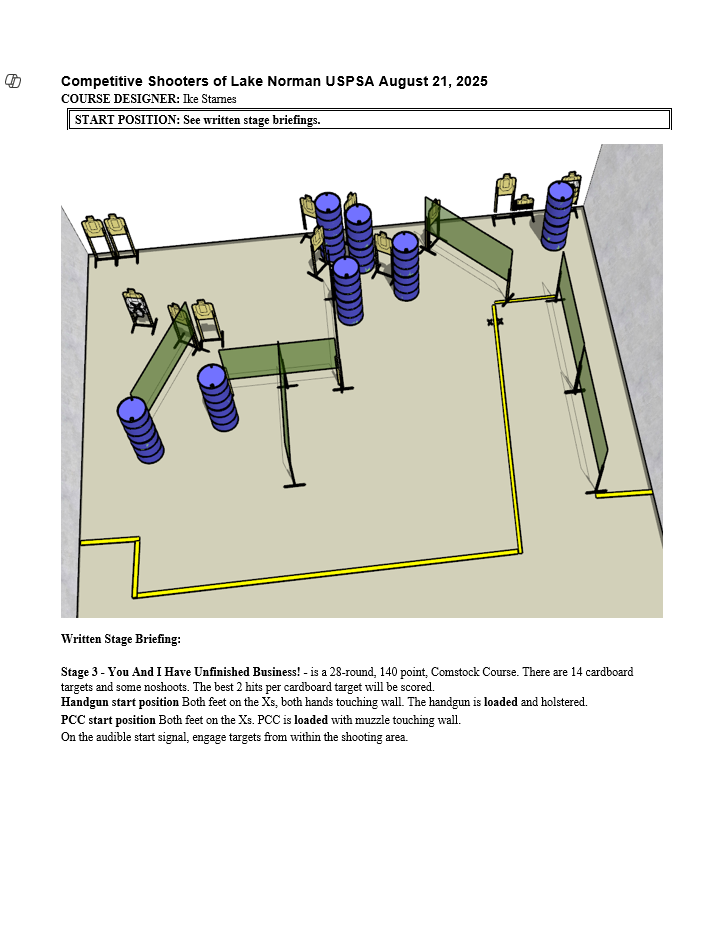 Competitive Shooters of Lake Norman USPSA August 21, 2025
COURSE DESIGNER: Ike Starnes
START POSITION: See written stage briefings.
Written Stage Briefing:
Stage 3 - You And I Have Unfinished Business! - is a 28-round, 140 point, Comstock Course. There are 14 cardboard
targets and some noshoots. The best 2 hits per cardboard target will be scored.
Handgun start position Both feet on the Xs, both hands touching wall. The handgun is loaded and holstered.
PCC start position Both feet on the Xs. PCC is loaded with muzzle touching wall.
On the audible start signal, engage targets from within the shooting area.